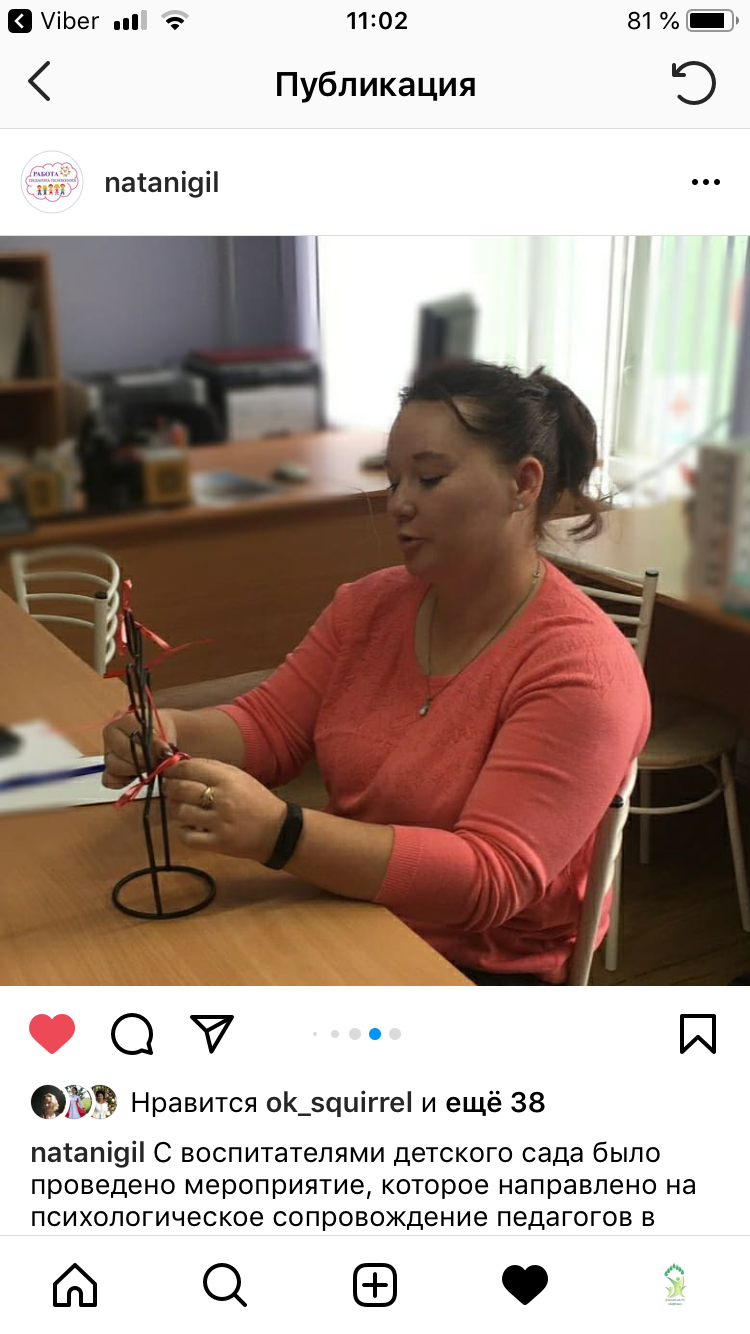 Viber 11:02 81 %
Публикация
РАБОТА
natanigil
Нравится ok_squirrel и ещё 38
natanigil С воспитателями детского сада было
проведено мероприятие, которое направлено на
психологическое сопровождение педагогов в